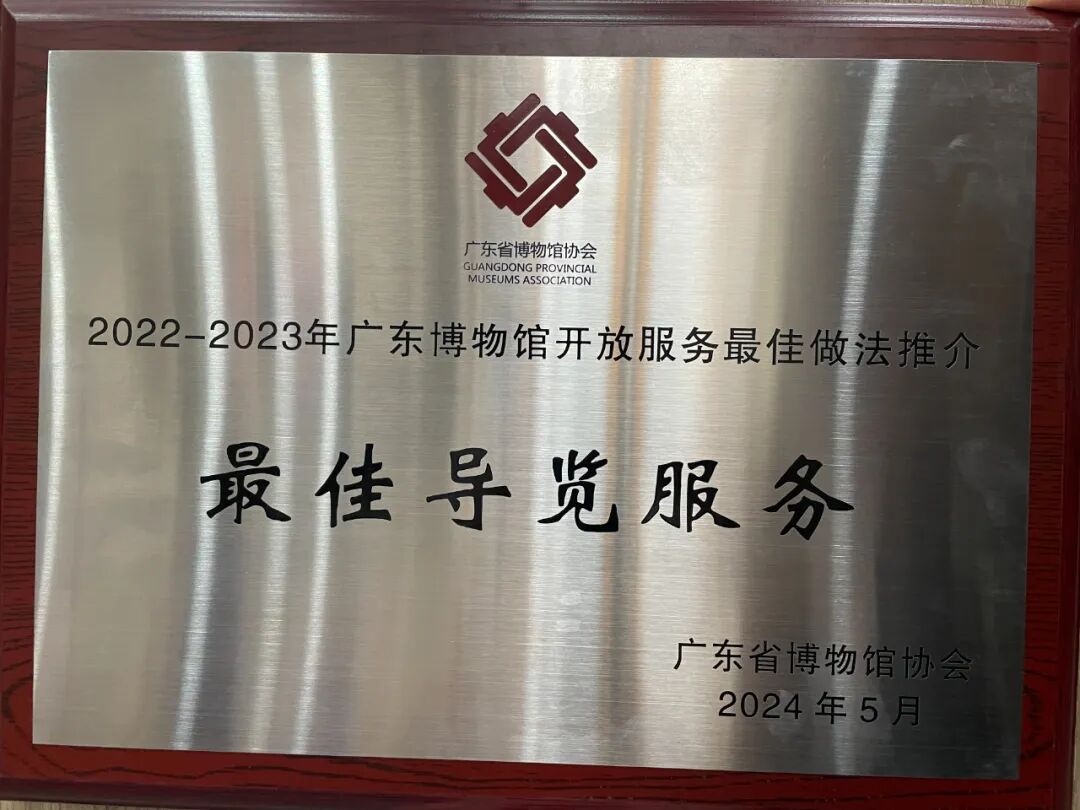 广东省博物馆协会
GUANGDONG PROVINCIAL
MUSEUMS ASSOCIATION
2022-2023年广东博物馆开放服务最佳做法推介
最佳导览服务
广东省博物馆协会
2024年5月